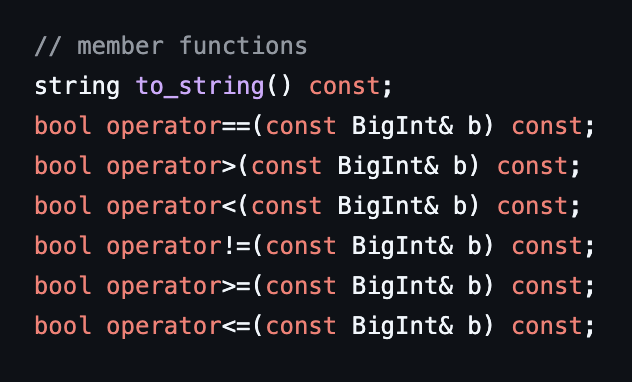 // member functions
string to_string() const;
bool operator==(const BigInt& b) const;
bool operator>(const BigInt& b) const;
bool operator<(const BigInt& b) const;
bool operator!=(const BigInt& b) const;
bool operator>=(const BigInt& b) const;
bool operator<=(const BigInt& b) const;